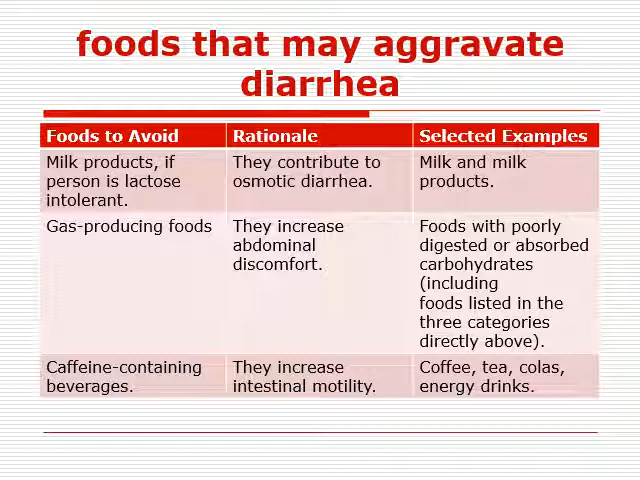 foods that may aggravate
diarrhea
Foods to Avoid
Rationale
Selected Examples
Milk products, if
person is lactose
intolerant.
They contribute to
osmotic diarrhea.
Milk and milk
products.
Gas-producing foods
They increase
abdominal
discomfort.
Foods with poorly
digested or absorbed
carbohydrates
(including
foods listed in the
three categories
directly above).
Caffeine-containing
beverages.
They increase
intestinal motility.
Coffee, tea, colas,
energy drinks.